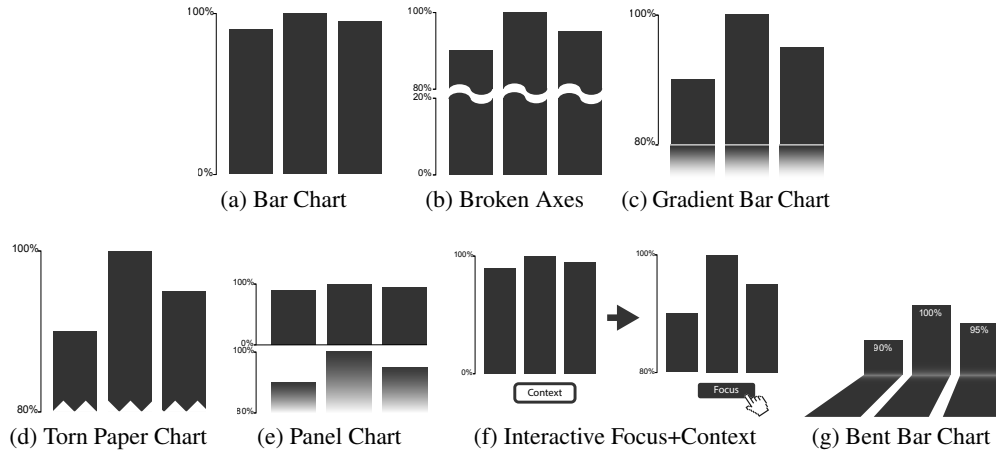 100%
0%
(a) Bar Chart
100%
80%
20%
0%
(b) Broken Axes
100%
80%
(c) Gradient Bar Chart
100%
80%
(d) Torn Paper Chart
100%
0%
100%
80%
(e) Panel Chart
100%
0%
Context
100%
80%
Focus
(f) Interactive Focus+Context
90%
100%
95%
(g) Bent Bar Chart